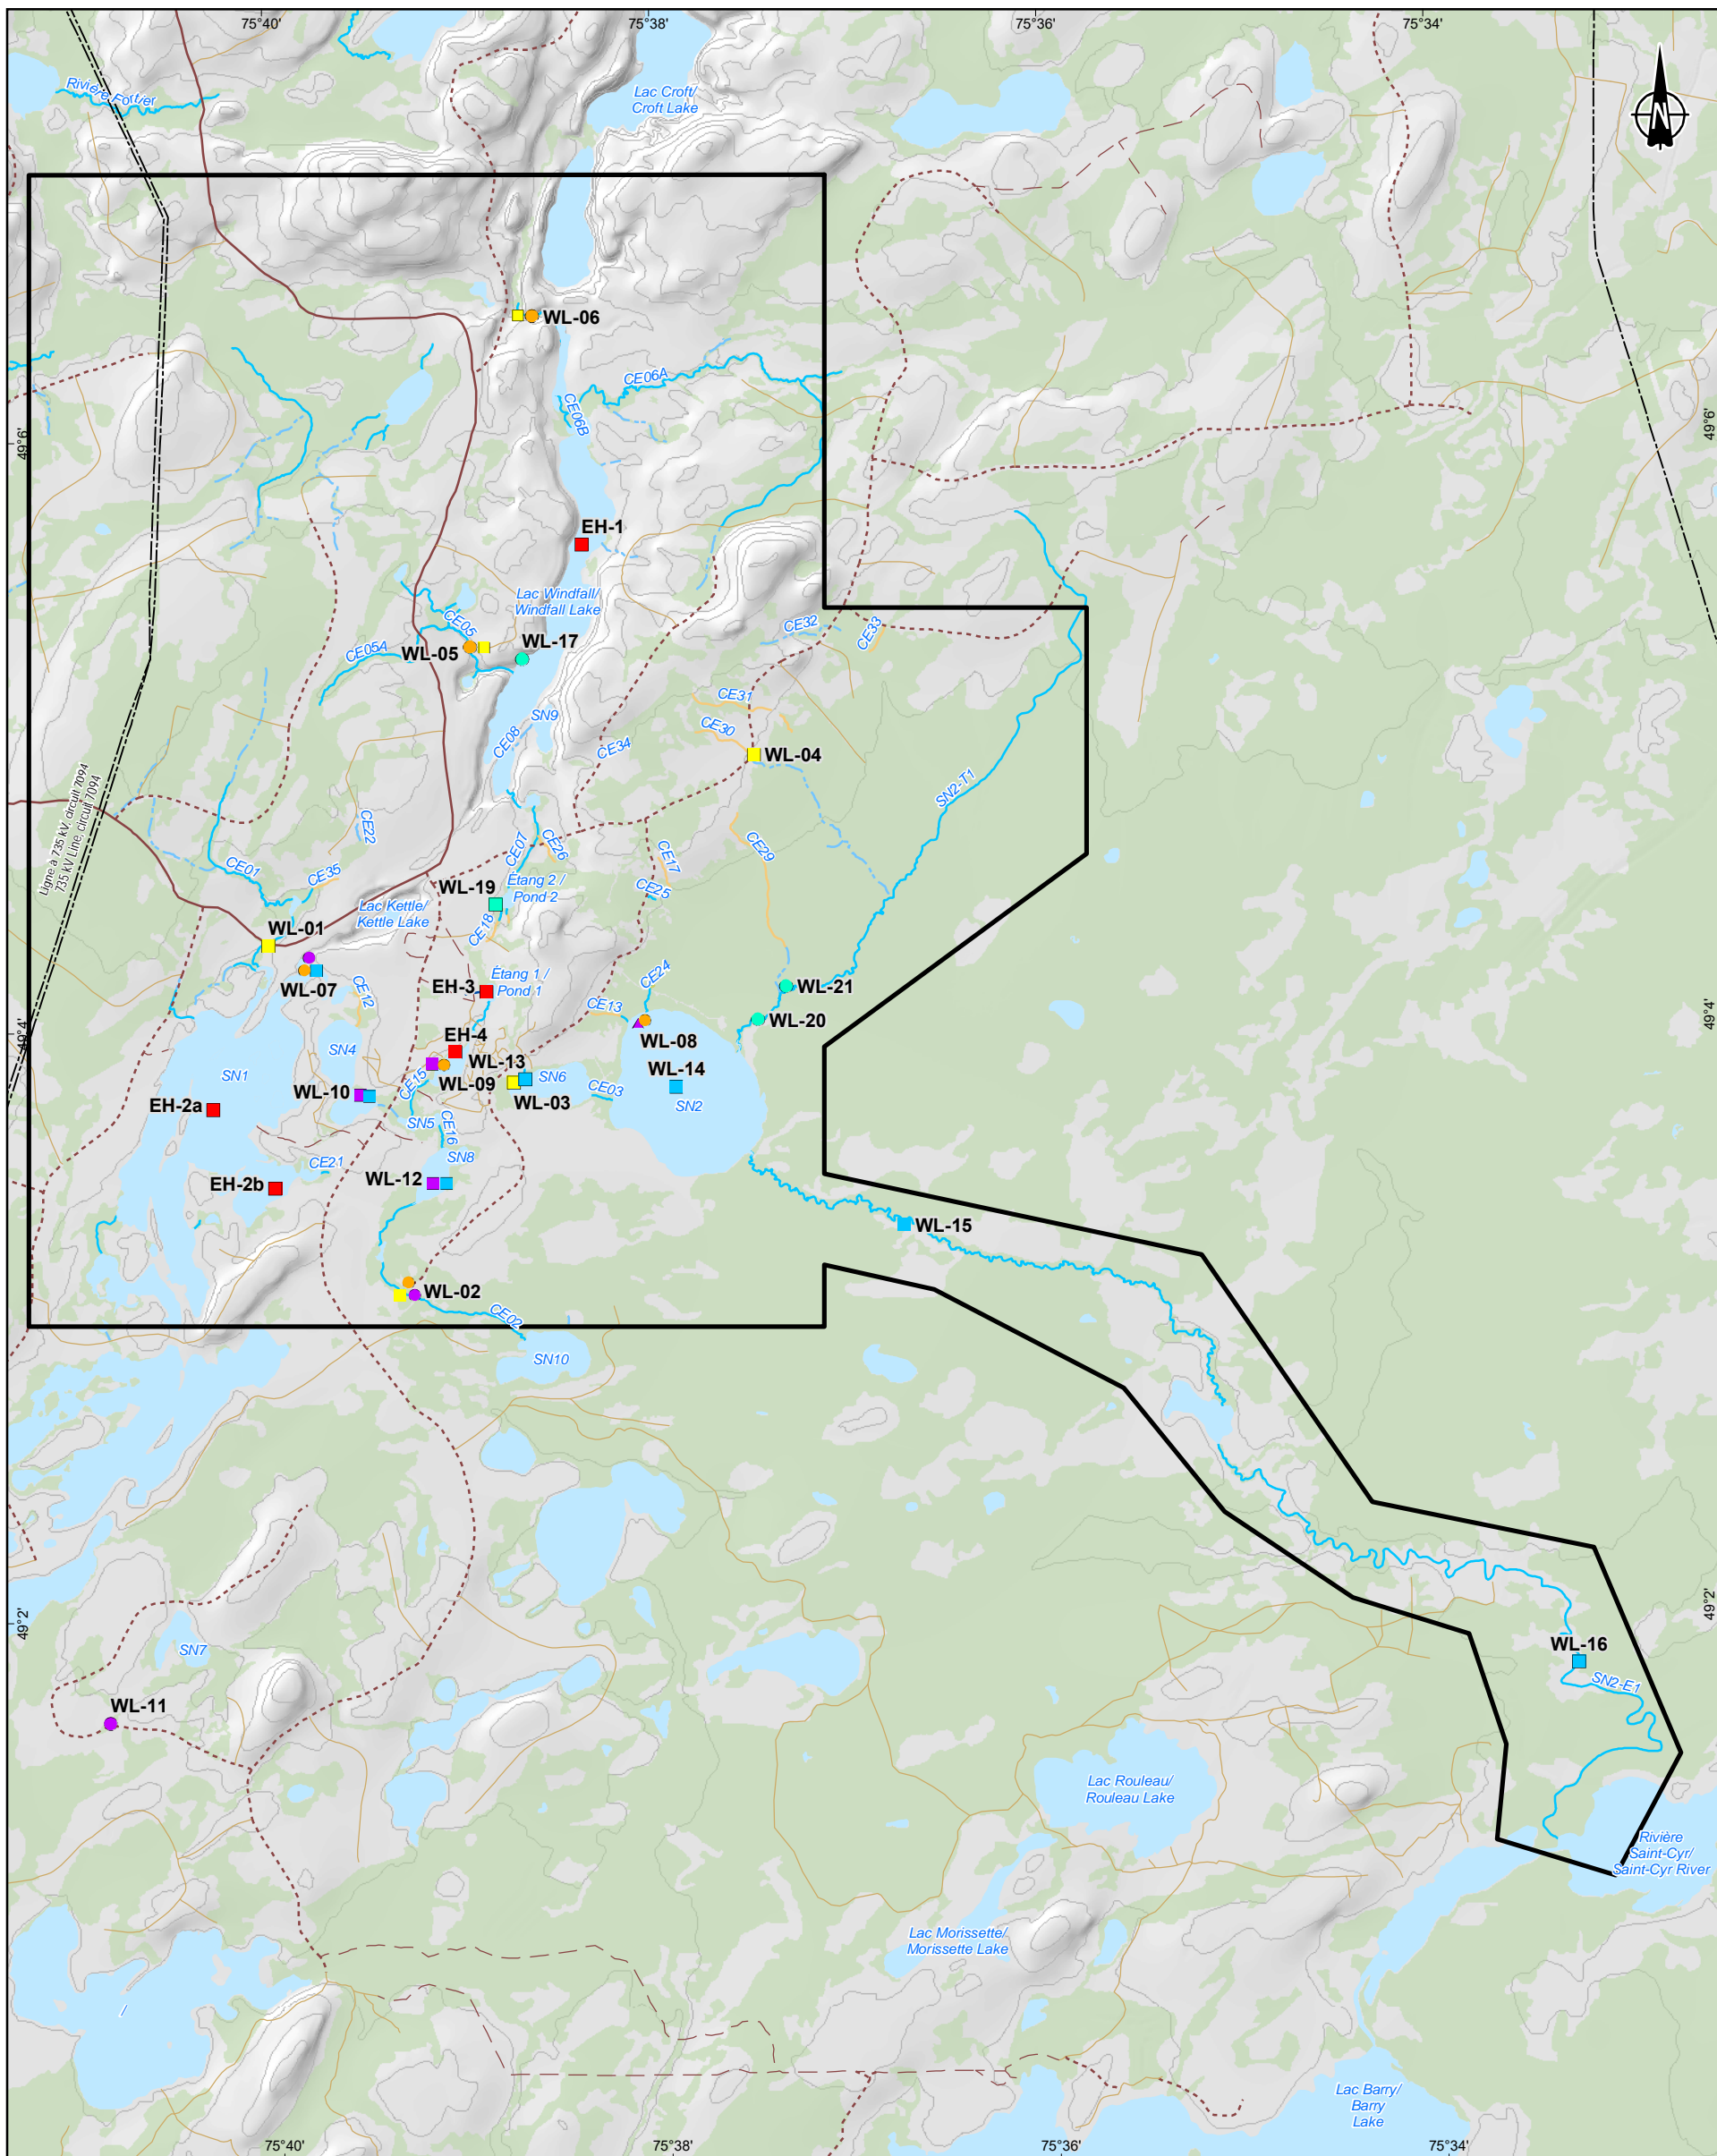 75°40'
75°38'
75°36'
75°34'
Rivière Fortier
Lac Croft/
Croft Lake
N
WL-06
CE06A
CE06B
49°6'
49°6'
EH-1
Lac Windfall/
Windfall Lake
CE05
CE05A
WL-05
WL-17
CE32
CE33
CE31
SN9
CE30
CE08
CE34
WL-04
SN2-T1
Ligne à 735 kV, circuit 7094
735 kV Line, circuit 7094
CE22
CE07
CE26
CE29
CE17
CE01
CE35
CE25
WL-19
Étang 2 /
Pond 2
Lac Kettle/
Kettle Lake
CE18
WL-01
WL-07
CE12
EH-3
Étang 1 /
Pond 1
CE24
WL-21
CE13
WL-20
49°4'
49°4'
WL-08
EH-4
WL-13
SN4
WL-09
SN6
WL-14
SN1
CE15
WL-03
CE03
WL-10
SN2
EH-2a
SN5
CE16
SN8
CE21
WL-12
EH-2b
WL-15
WL-02
CE02
SN10
49°2'
49°2'
SN7
WL-16
SN2-E1
WL-11
Lac Rouleau/
Rouleau Lake
Rivière
Saint-Cyr/
Saint-Cyr River
Lac Morissette/
Morissette Lake
Lac Barry/
Barry
Lake
75°40'
75°38'
75°36'
75°34'